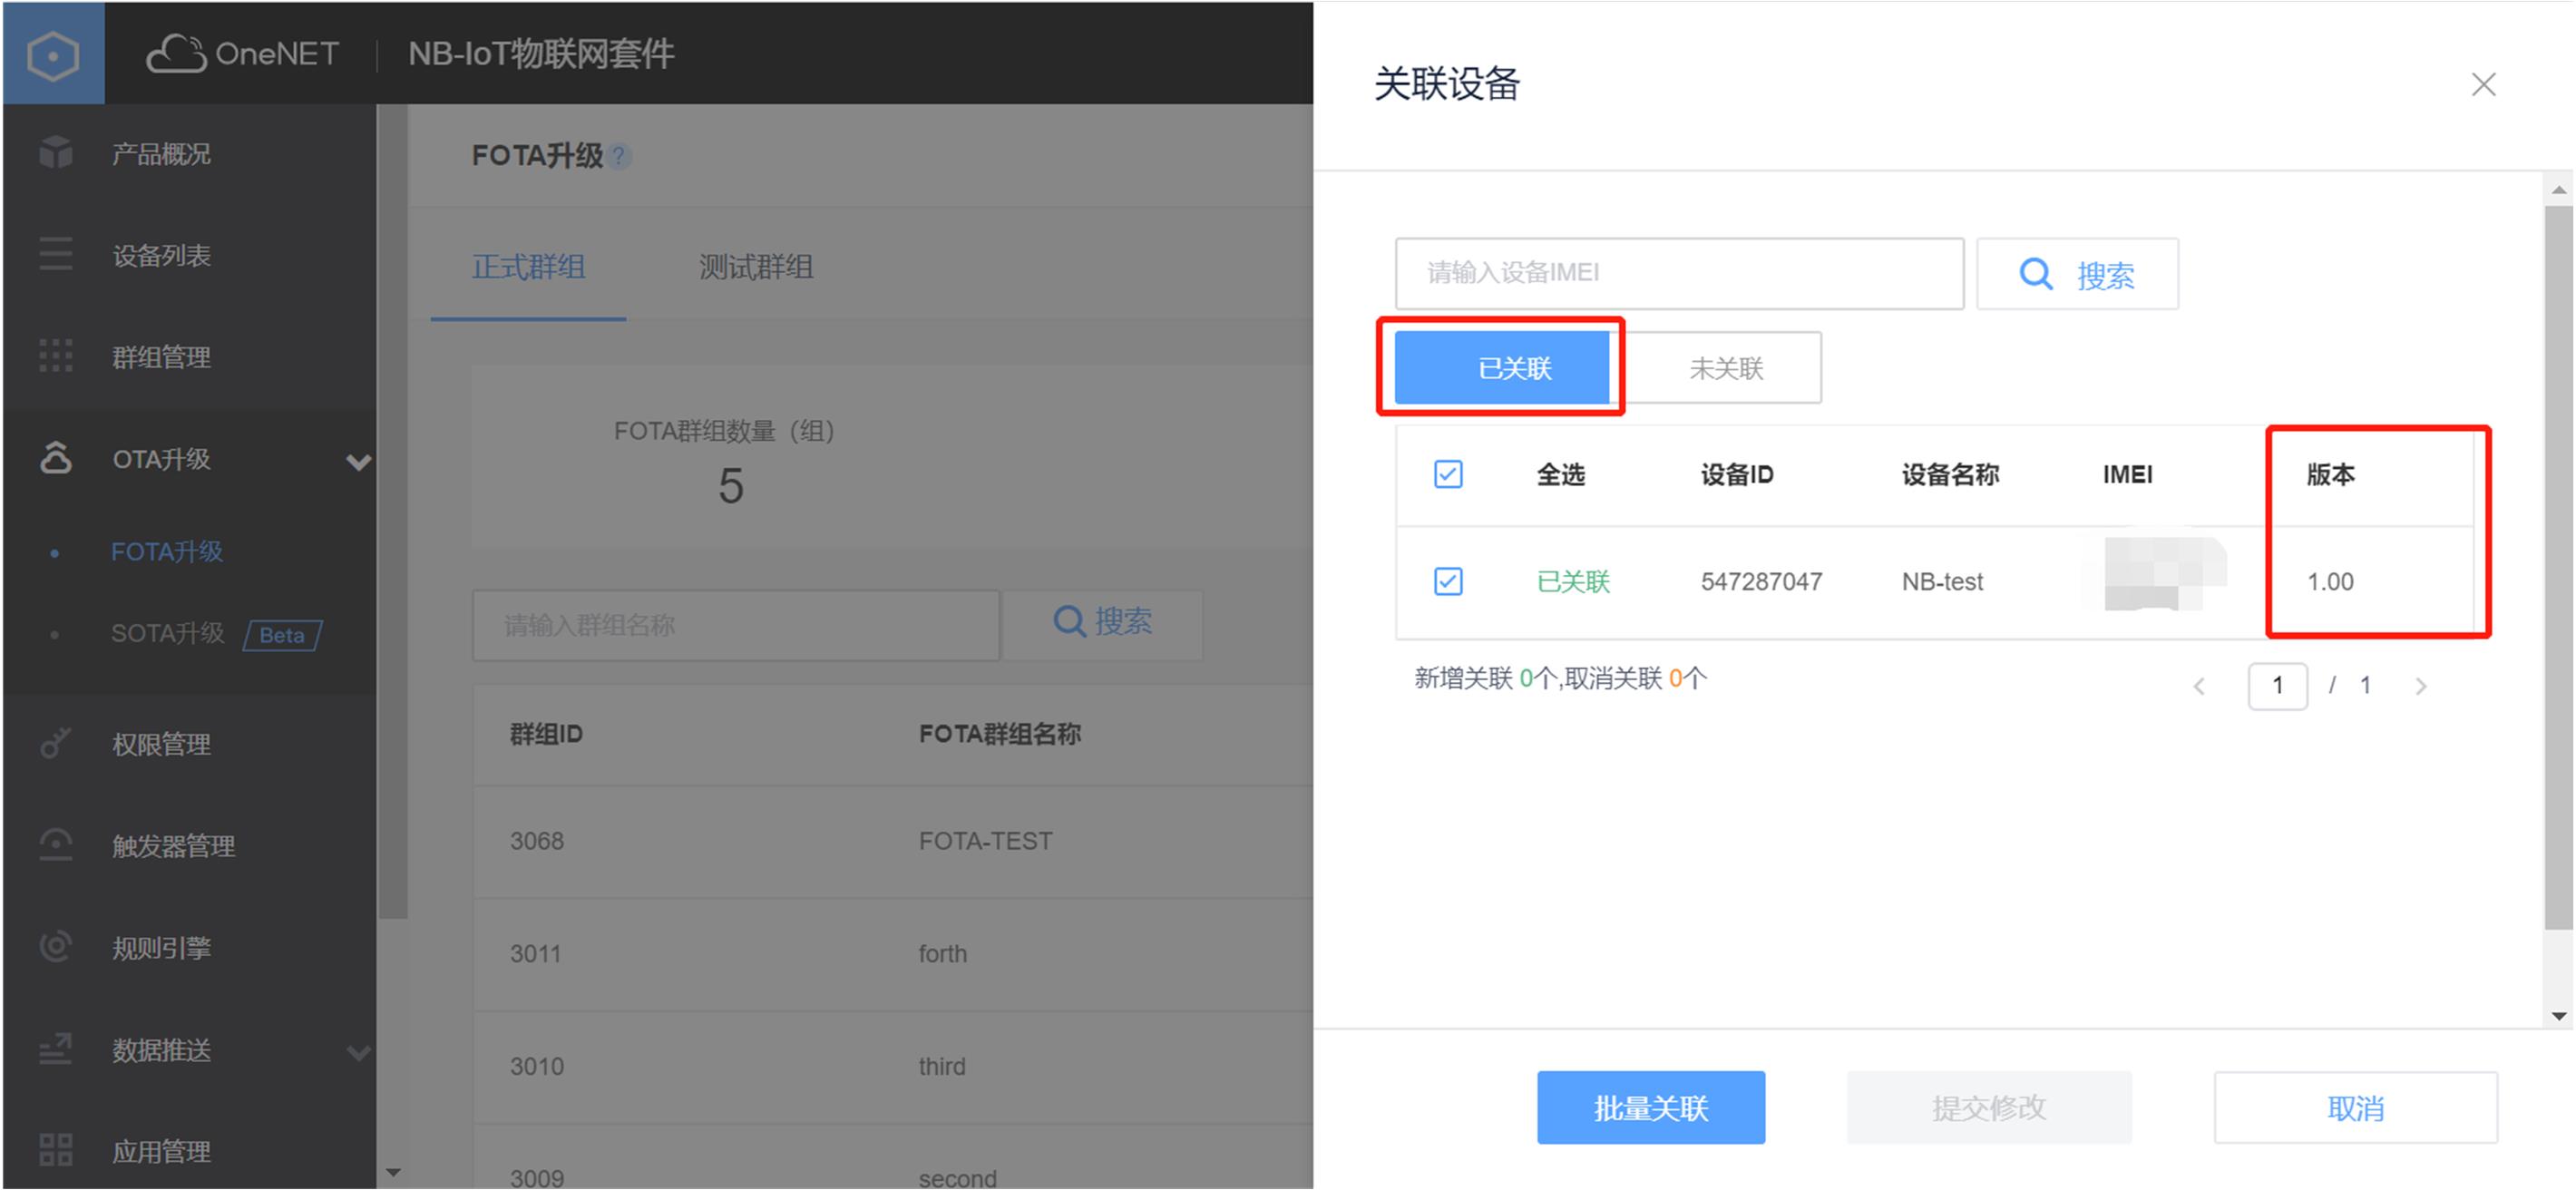 OneNET
NB-IoT物联网套件
产品概况
设备列表
群组管理
OTA升级
FOTA升级
SOTA升级 Beta
权限管理
触发器管理
规则引擎
数据推送
应用管理
FOTA升级 ?
正式群组 测试群组
FOTA群组数量（组）
5
请输入群组名称 搜索
群组ID FOTA群组名称
3068 FOTA-TEST
3011 forth
3010 third
3009 second
关联设备
请输入设备IMEI 搜索
已关联 未关联
全选 设备ID 设备名称 IMEI 版本
已关联 547287047 NB-test 1.00
新增关联 0个,取消关联 0个
1 / 1
批量关联 提交修改 取消